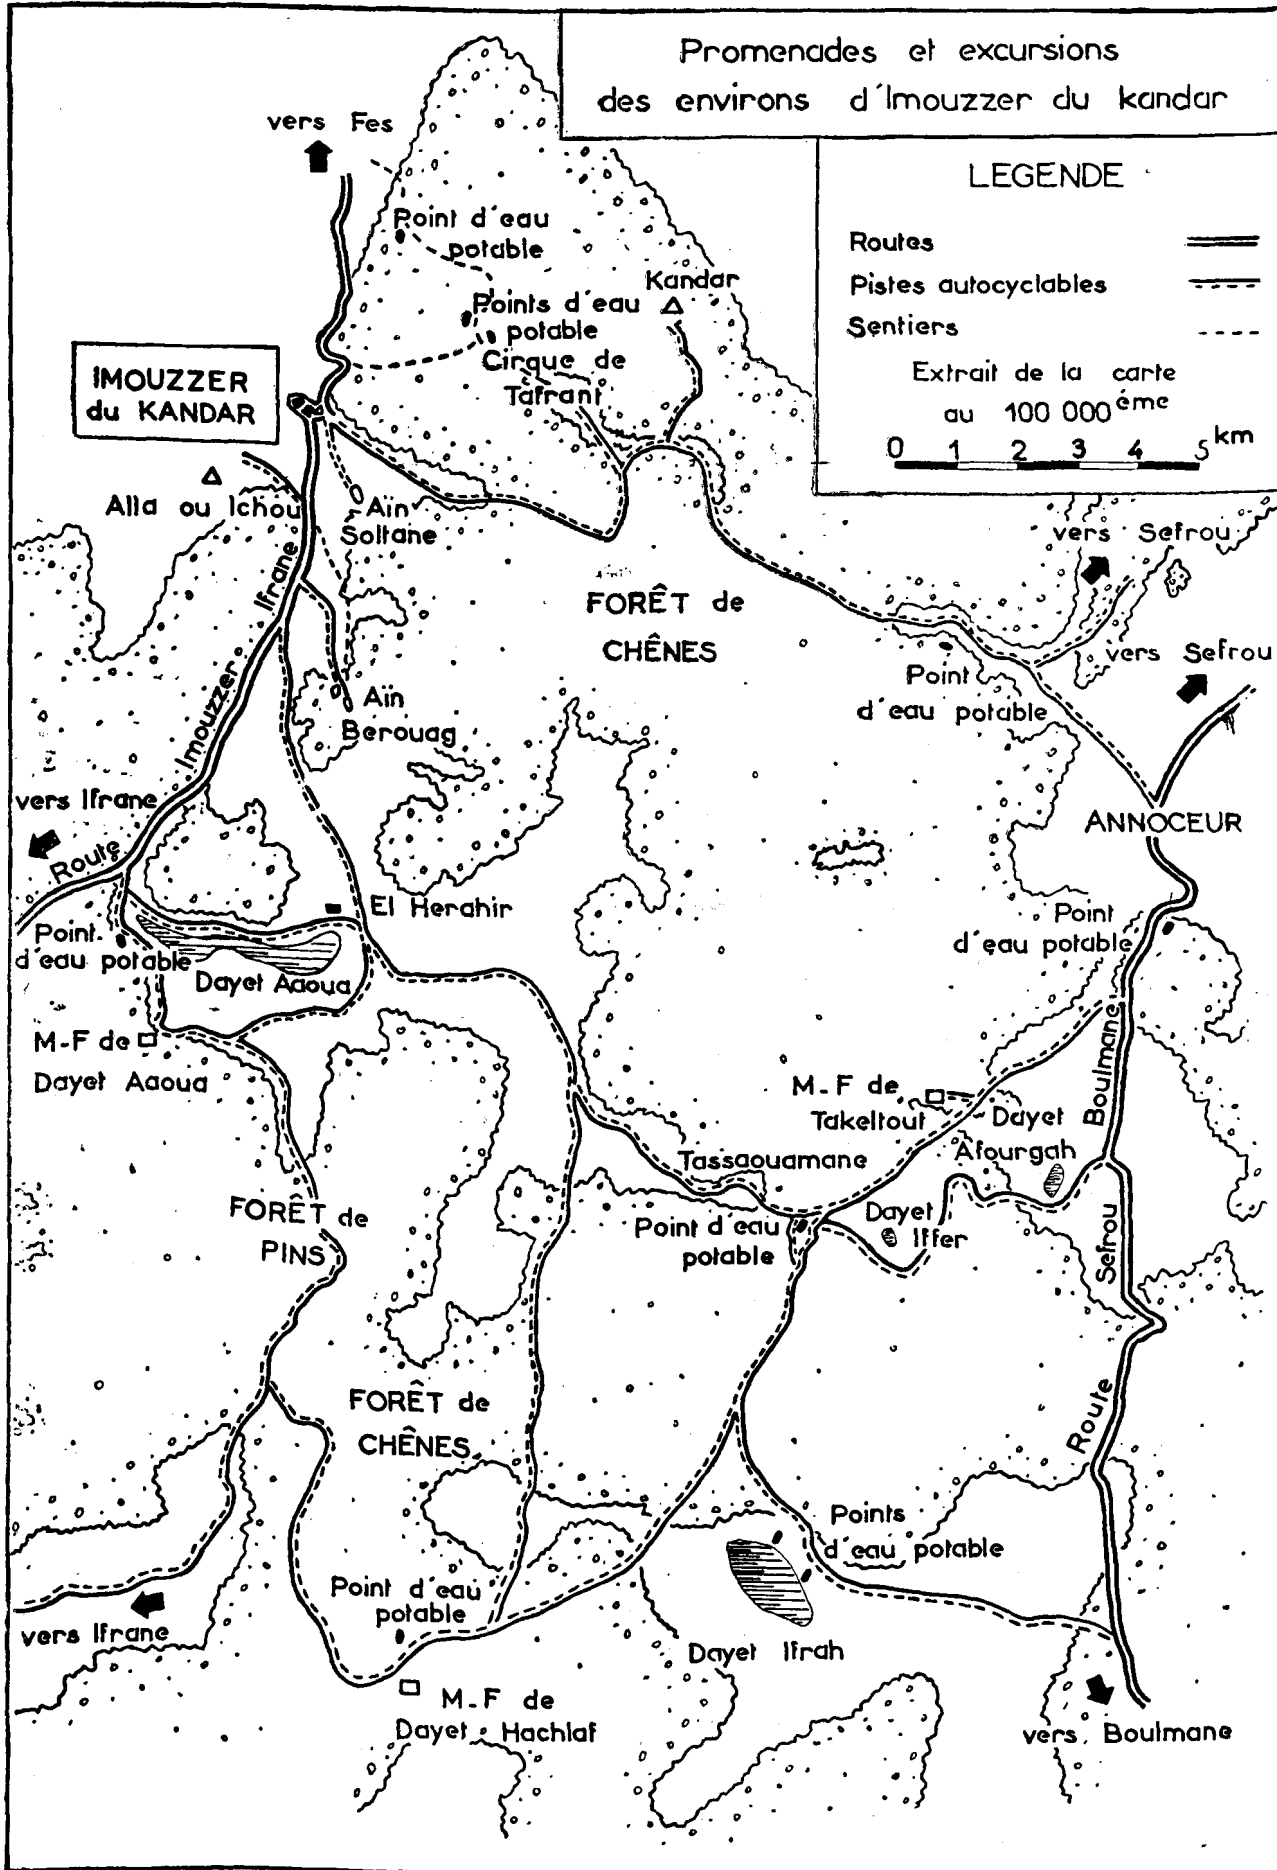 Promenades et excursions
des environs d'Imouzzer du kandar
vers Fes
LEGENDE
Routes
Pistes autocyclables
Sentiers
Extrait de la carte
au 100 000éme
0 1 2 3 4 5 km
Point d'eau
potable
Kandar
Points d'eau
potable
Cirque de
Tafrant
IMOUZZER
du KANDAR
Alla ou Ichou
Aïn
Soltane
vers Sefrou
FORÊT de
CHÊNES
vers Sefrou
Point
d'eau potable
Aïn
Berouag
Route Imouzzer Ifrane
vers Ifrane
ANNOCEUR
El Herahir
Point
d'eau potable
Point
d'eau potable
Dayet Aaoua
M-F de
Dayet Aaoua
M-F de
Takeltout
Dayet
Afourgah
Tassaouamane
FORÊT de
PINS
Point d'eau
potable
Dayet
Iffer
Route Sefrou Boulmane
FORÊT de
CHÊNES
Points
d'eau potable
Point d'eau
potable
vers Ifrane
Dayet Ifrah
M-F de
Dayet Hachlaf
vers Boulmane